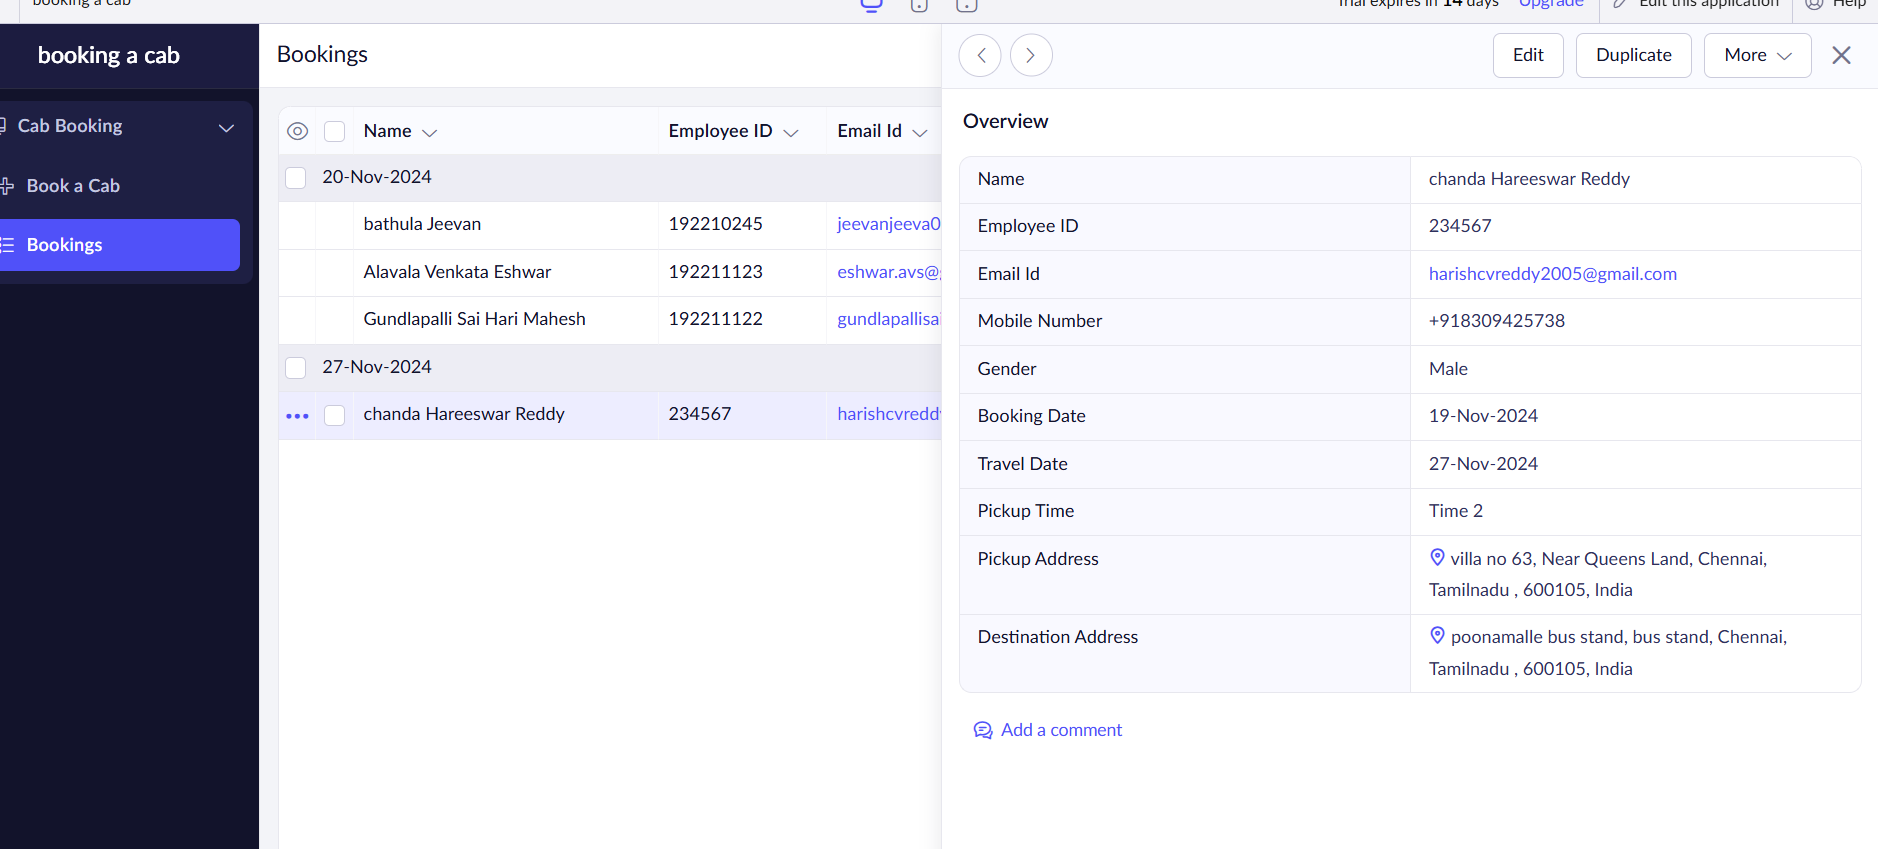 booking a cab
Trial expires in 14 days Upgrade Edit this application Help
booking a cab
Cab Booking
Book a Cab
Bookings
Bookings
Name Employee ID Email Id
20-Nov-2024
bathula Jeevan 192210245 jeevanjeeva0
Alavala Venkata Eshwar 192211123 eshwar.avs@
Gundlapalli Sai Hari Mahesh 192211122 gundlapallisai
27-Nov-2024
chanda Hareeswar Reddy 234567 harishcvreddy
Edit Duplicate More
Overview
Name chanda Hareeswar Reddy
Employee ID 234567
Email Id harishcvreddy2005@gmail.com
Mobile Number +918309425738
Gender Male
Booking Date 19-Nov-2024
Travel Date 27-Nov-2024
Pickup Time Time 2
Pickup Address villa no 63, Near Queens Land, Chennai,
Tamilnadu , 600105, India
Destination Address poonamalle bus stand, bus stand, Chennai,
Tamilnadu , 600105, India
Add a comment